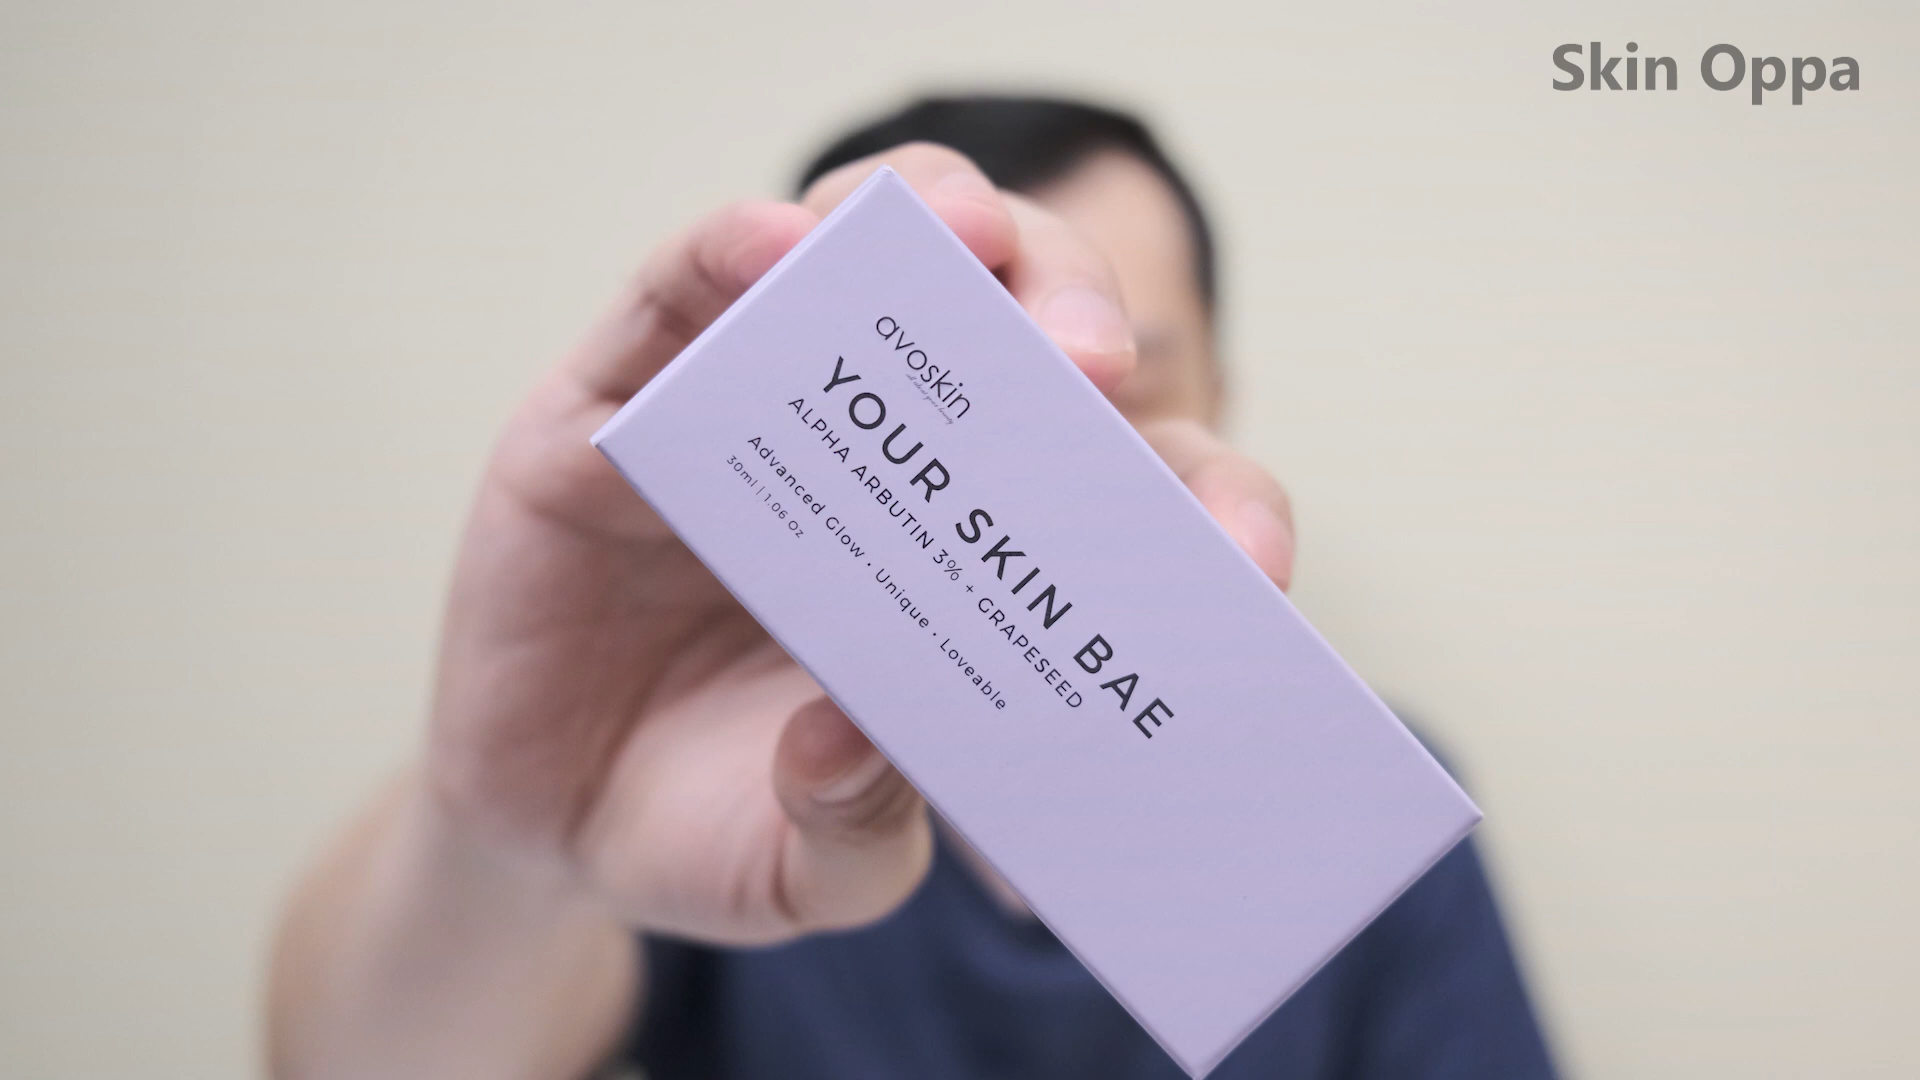 Skin Oppa
avoskin
YOUR SKIN BAE
ALPHA ARBUTIN 3% + GRAPESEED
Advanced Glow · Unique · Loveable
30ml | 1.06 Oz